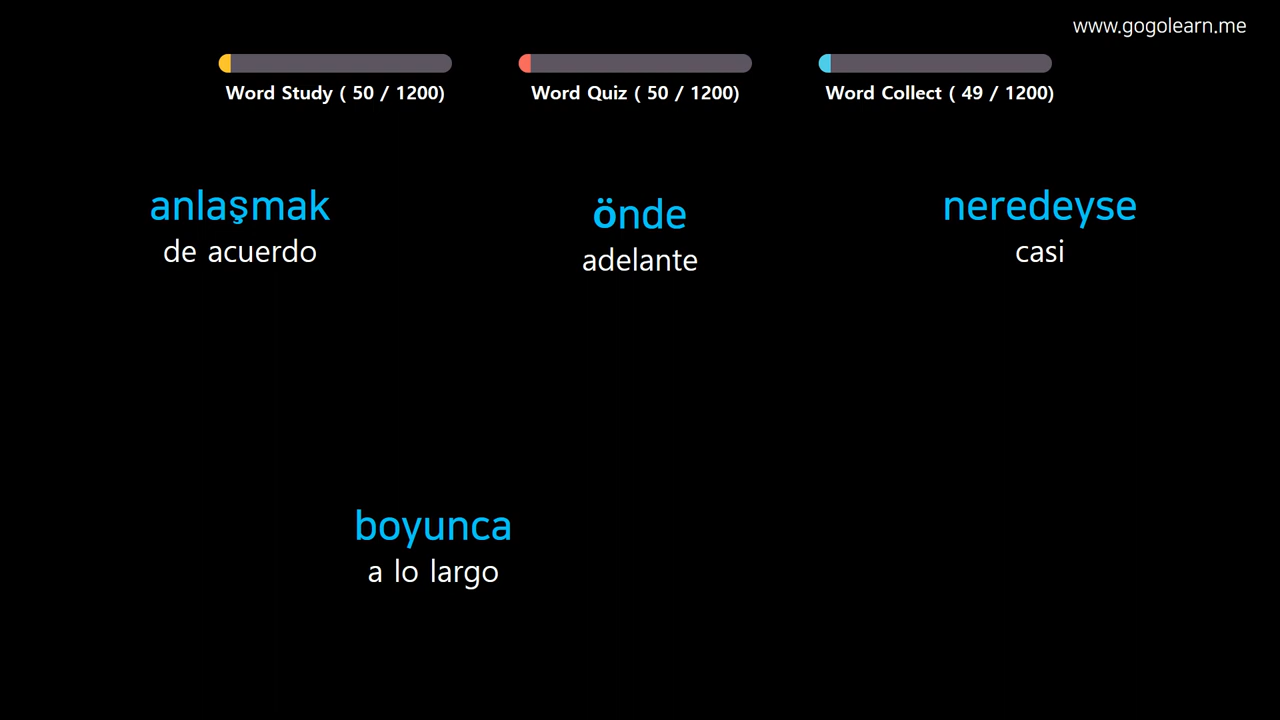 www.gogolearn.me
Word Study ( 50 / 1200)
Word Quiz ( 50 / 1200)
Word Collect ( 49 / 1200)
anlaşmak
de acuerdo
önde
adelante
neredeyse
casi
boyunca
a lo largo